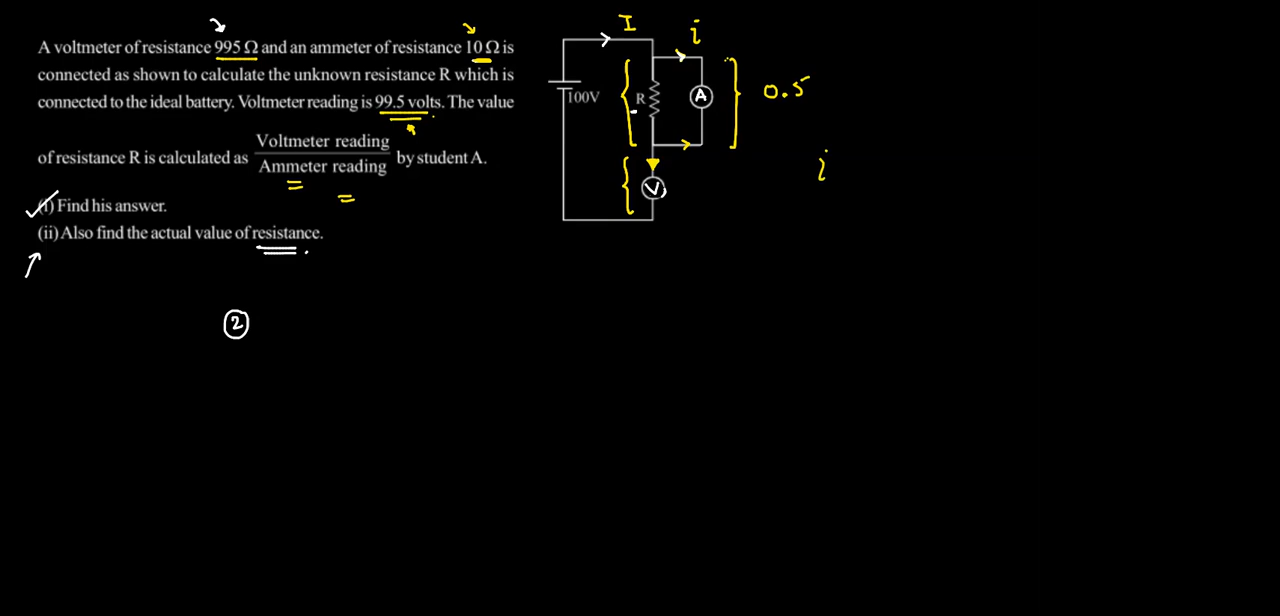 A voltmeter of resistance 995 Ω and an ammeter of resistance 10 Ω is
connected as shown to calculate the unknown resistance R which is
connected to the ideal battery. Voltmeter reading is 99.5 volts. The value
of resistance R is calculated as Voltmeter reading / Ammeter reading by student A.
(i) Find his answer.
(ii) Also find the actual value of resistance.
I
i
100V
R
A
0.5
V
i
2